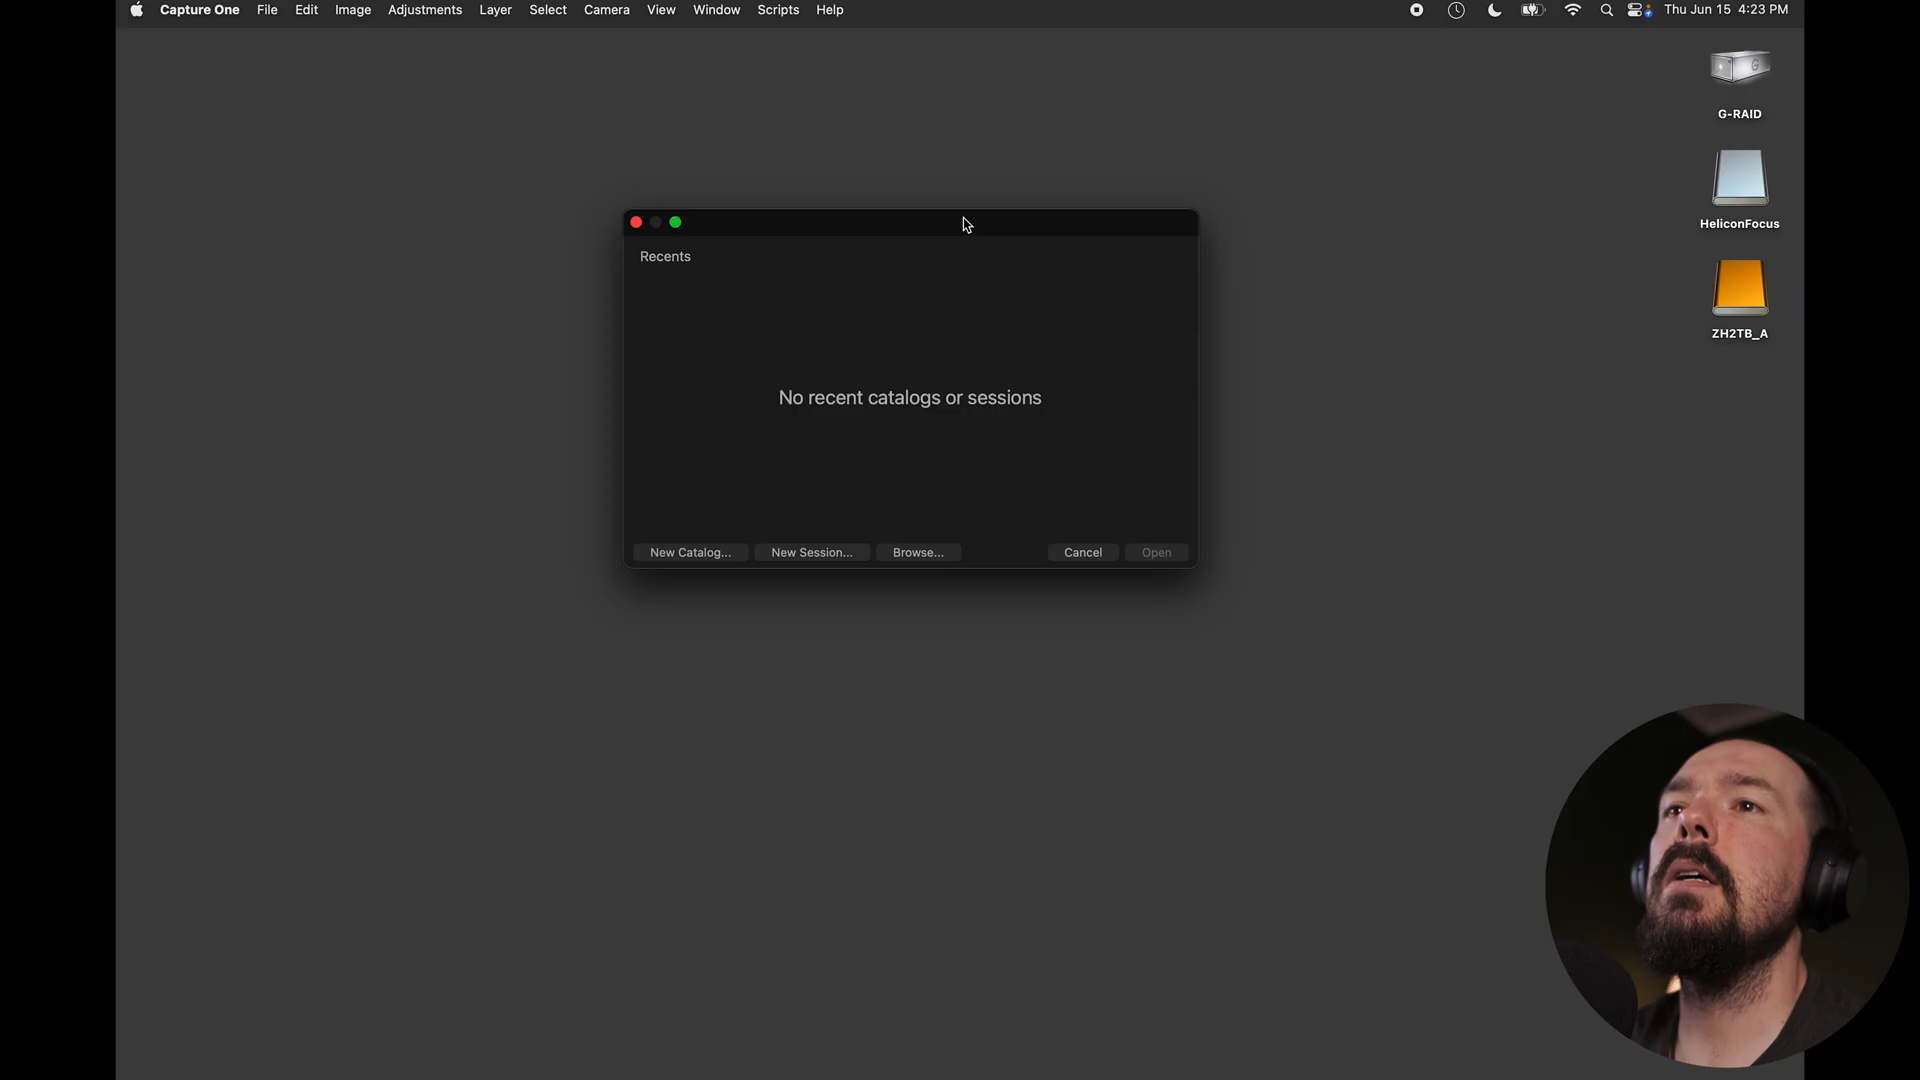 Capture One File Edit Image Adjustments Layer Select Camera View Window Scripts Help Thu Jun 15 4:23 PM
G-RAID
HeliconFocus
ZH2TB_A
Recents
No recent catalogs or sessions
New Catalog... New Session... Browse... Cancel Open